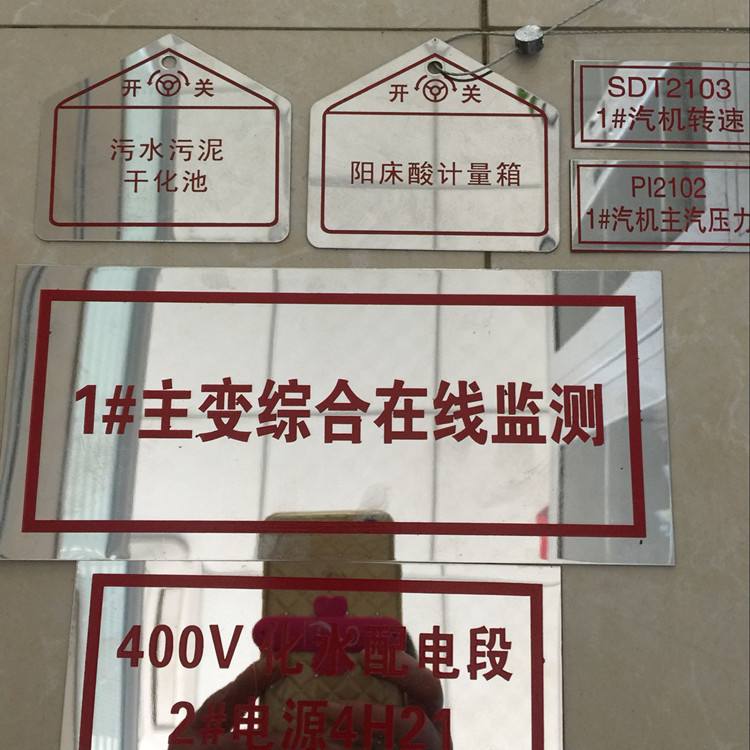 开 关
污水污泥
干化池
开 关
阳床酸计量箱
SDT2103
1#汽机转速
PI2102
1#汽机主汽压力
1#主变综合在线监测
400V 化水配电段
2#电源4H21